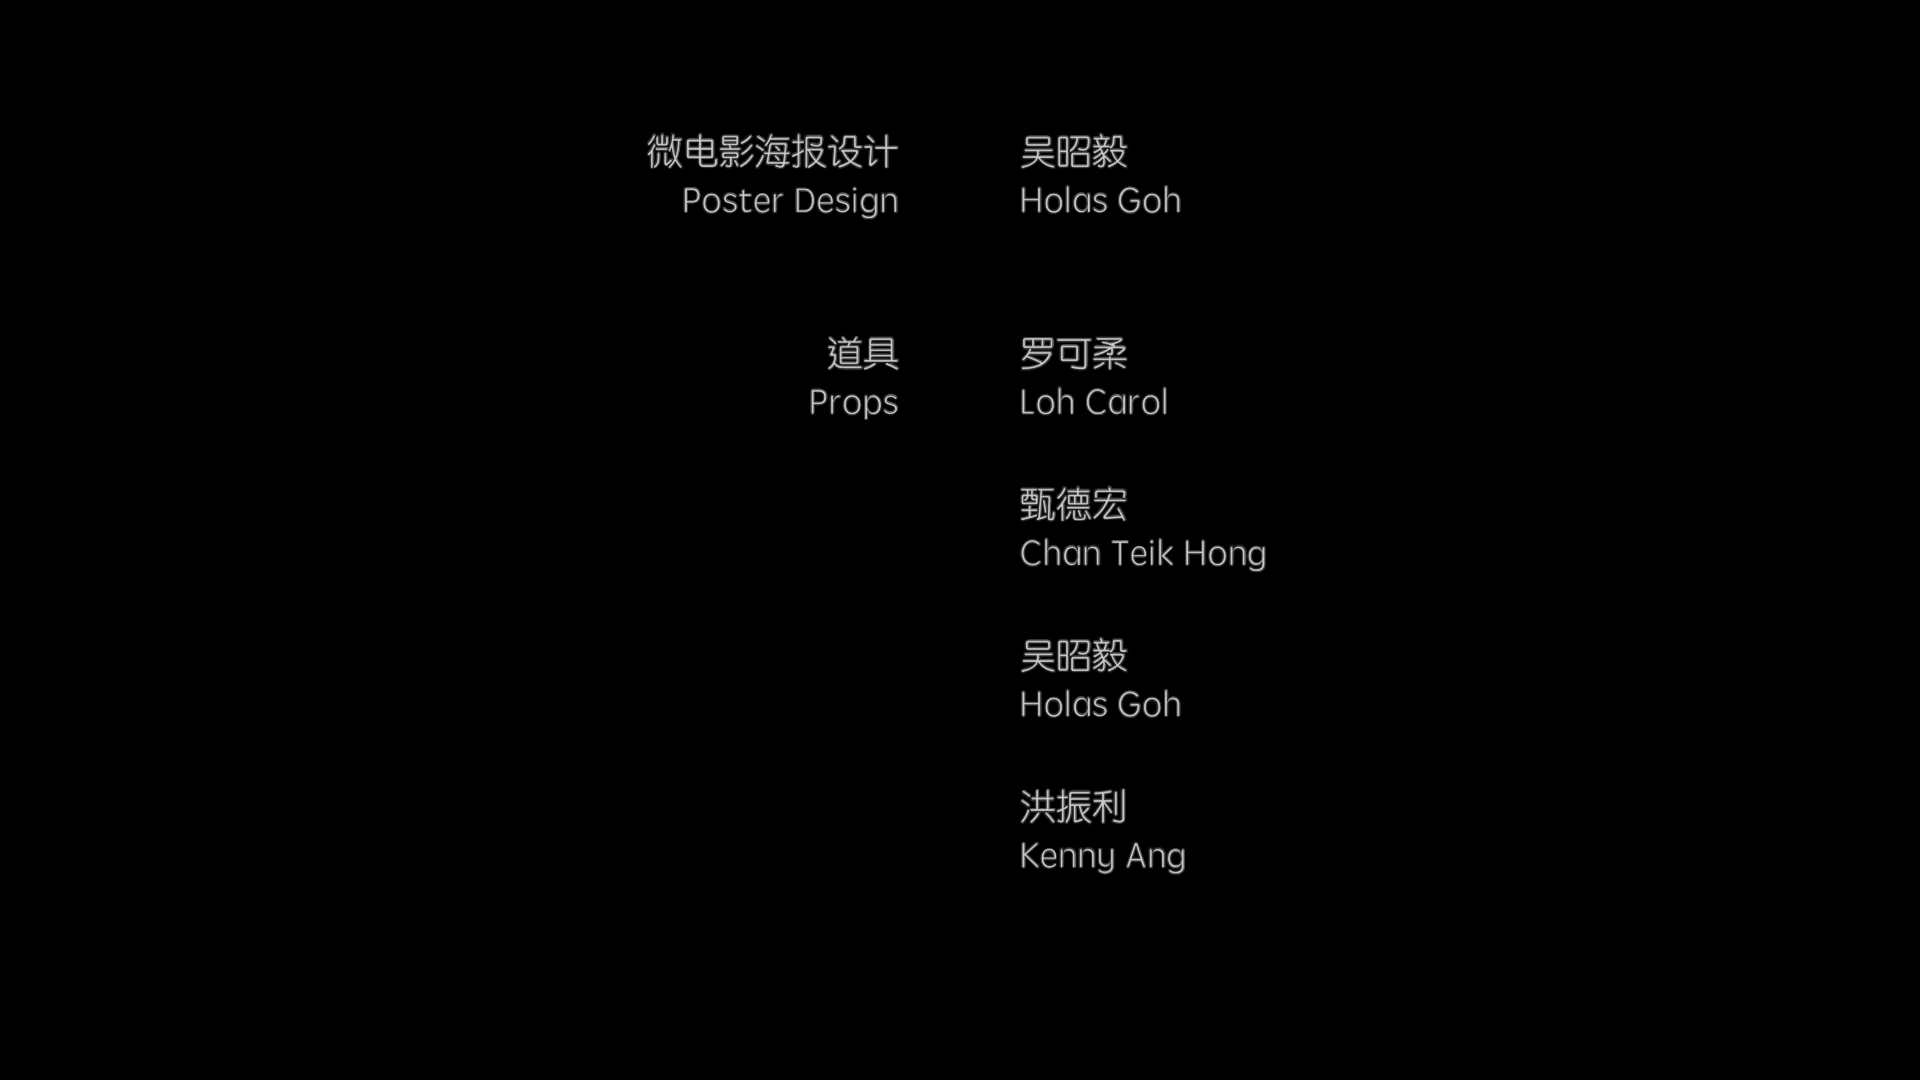 微电影海报设计 吴昭毅
Poster Design Holas Goh
道具 罗可柔
Props Loh Carol
甄德宏
Chan Teik Hong
吴昭毅
Holas Goh
洪振利
Kenny Ang